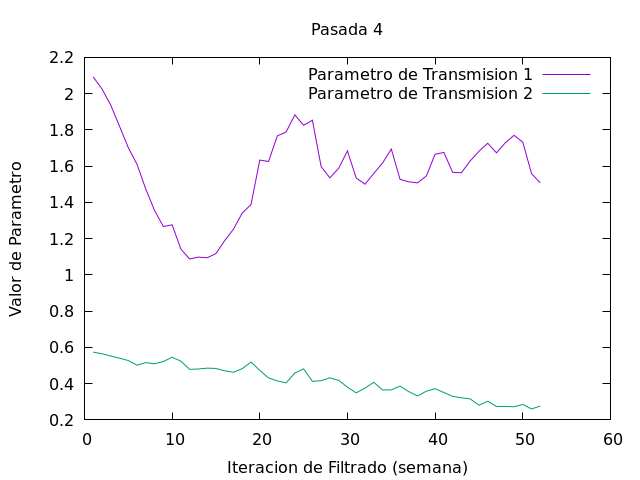 Pasada 4
Parametro de Transmision 1
Parametro de Transmision 2
2.2
2
1.8
1.6
1.4
1.2
1
0.8
0.6
0.4
0.2
Valor de Parametro
0 10 20 30 40 50 60
Iteracion de Filtrado (semana)